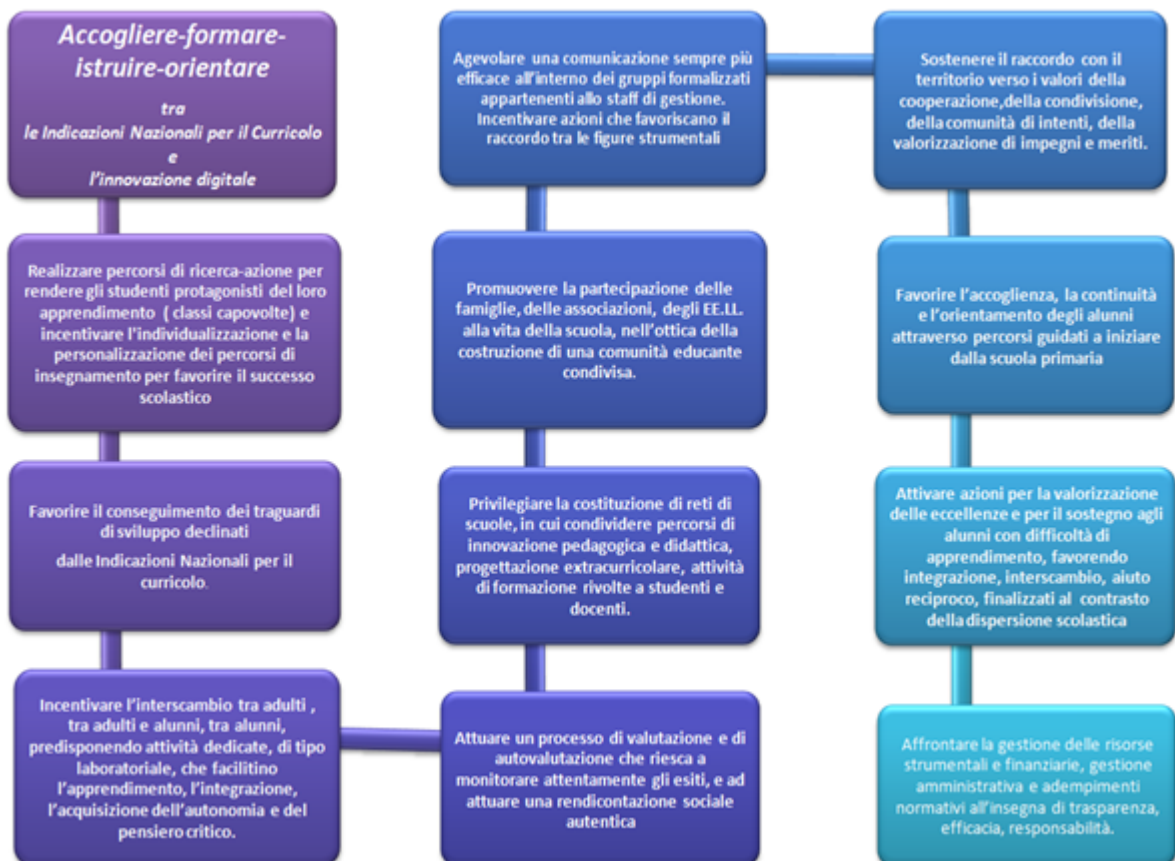 Accogliere-formare-
istruire-orientare
tra
le Indicazioni Nazionali per il Curricolo
e
l'innovazione digitale
Realizzare percorsi di ricerca-azione per
rendere gli studenti protagonisti del loro
apprendimento ( classi capovolte) e
incentivare l'individualizzazione e la
personalizzazione dei percorsi di
insegnamento per favorire il successo
scolastico
Favorire il conseguimento dei traguardi
di sviluppo declinati
dalle Indicazioni Nazionali per il
curricolo.
Incentivare l'interscambio tra adulti ,
tra adulti e alunni, tra alunni,
predisponendo attività dedicate, di tipo
laboratoriale, che facilitino
l'apprendimento, l'integrazione,
l'acquisizione dell'autonomia e del
pensiero critico.
Attuare un processo di valutazione e di
autovalutazione che riesca a
monitorare attentamente gli esiti, e ad
attuare una rendicontazione sociale
autentica
Privilegiare la costituzione di reti di
scuole, in cui condividere percorsi di
innovazione pedagogica e didattica,
progettazione extracurricolare, attività
di formazione rivolte a studenti e
docenti.
Promuovere la partecipazione delle
famiglie, delle associazioni, degli EE.LL.
alla vita della scuola, nell'ottica della
costruzione di una comunità educante
condivisa.
Agevolare una comunicazione sempre più
efficace all'interno dei gruppi formalizzati
appartenenti allo staff di gestione.
Incentivare azioni che favoriscano il
raccordo tra le figure strumentali
Sostenere il raccordo con il
territorio verso i valori della
cooperazione,della condivisione,
della comunità di intenti, della
valorizzazione di impegni e meriti.
Favorire l'accoglienza, la continuità
e l'orientamento degli alunni
attraverso percorsi guidati a iniziare
dalla scuola primaria
Attivare azioni per la valorizzazione
delle eccellenze e per il sostegno agli
alunni con difficoltà di
apprendimento, favorendo
integrazione, interscambio, aiuto
reciproco, finalizzati al contrasto
della dispersione scolastica
Affrontare la gestione delle risorse
strumentali e finanziarie, gestione
amministrativa e adempimenti
normativi all'insegna di trasparenza,
efficacia, responsabilità.